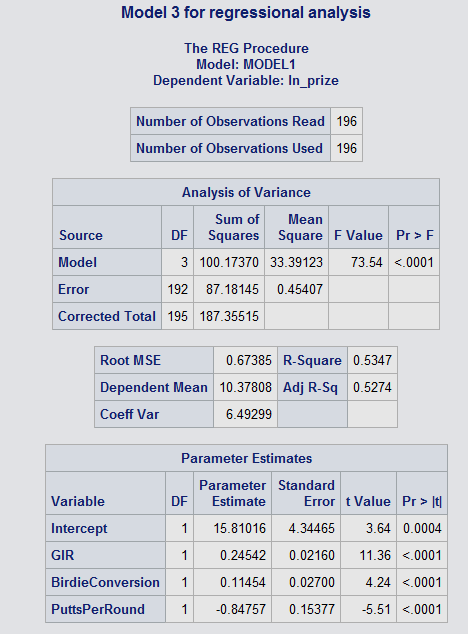 Model 3 for regressional analysis
The REG Procedure
Model: MODEL1
Dependent Variable: ln_prize
Number of Observations Read 196
Number of Observations Used 196
Analysis of Variance
Source DF Sum of Squares Mean Square F Value Pr > F
Model 3 100.17370 33.39123 73.54 <.0001
Error 192 87.18145 0.45407
Corrected Total 195 187.35515
Root MSE 0.67385 R-Square 0.5347
Dependent Mean 10.37808 Adj R-Sq 0.5274
Coeff Var 6.49299
Parameter Estimates
Variable DF Parameter Estimate Standard Error t Value Pr > |t|
Intercept 1 15.81016 4.34465 3.64 0.0004
GIR 1 0.24542 0.02160 11.36 <.0001
BirdieConversion 1 0.11454 0.02700 4.24 <.0001
PuttsPerRound 1 -0.84757 0.15377 -5.51 <.0001